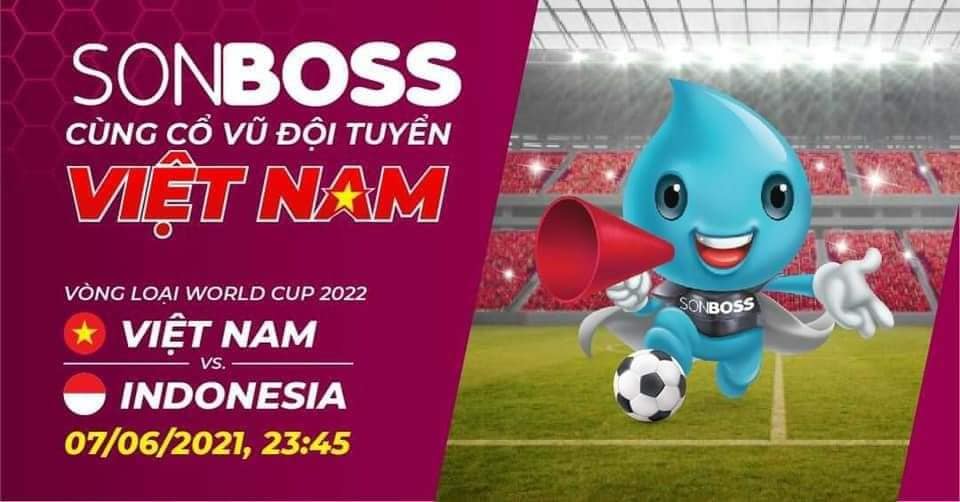 SONBOSS
CÙNG CỔ VŨ ĐỘI TUYỂN
VIỆT NAM
VÒNG LOẠI WORLD CUP 2022
VIỆT NAM
VS.
INDONESIA
07/06/2021, 23:45
SONBOSS